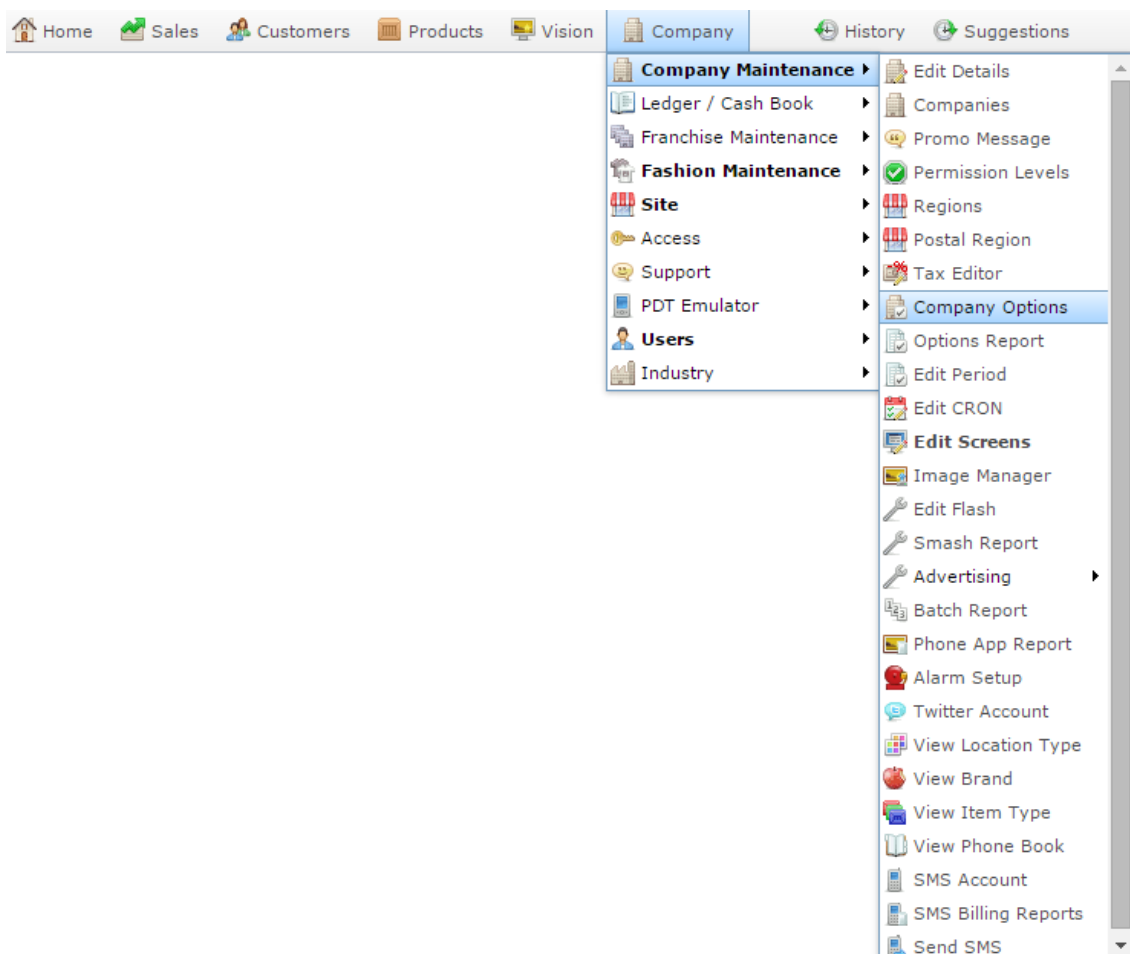 Home Sales Customers Products Vision Company History Suggestions
Company Maintenance
Ledger / Cash Book
Franchise Maintenance
Fashion Maintenance
Site
Access
Support
PDT Emulator
Users
Industry
Edit Details
Companies
Promo Message
Permission Levels
Regions
Postal Region
Tax Editor
Company Options
Options Report
Edit Period
Edit CRON
Edit Screens
Image Manager
Edit Flash
Smash Report
Advertising
Batch Report
Phone App Report
Alarm Setup
Twitter Account
View Location Type
View Brand
View Item Type
View Phone Book
SMS Account
SMS Billing Reports
Send SMS